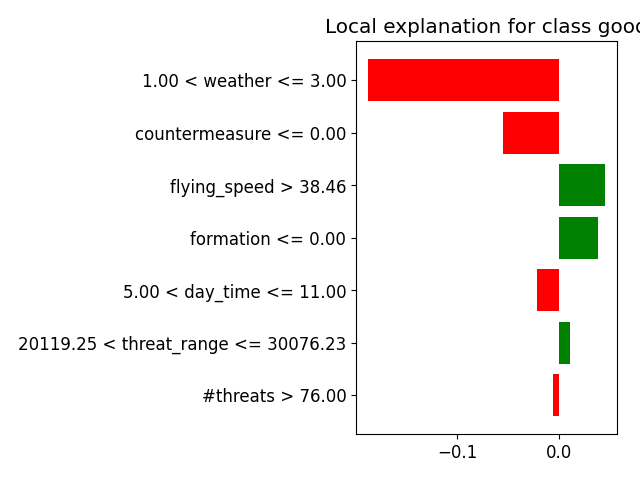 Local explanation for class good
1.00 < weather <= 3.00
countermeasure <= 0.00
flying_speed > 38.46
formation <= 0.00
5.00 < day_time <= 11.00
20119.25 < threat_range <= 30076.23
#threats > 76.00
−0.1 0.0